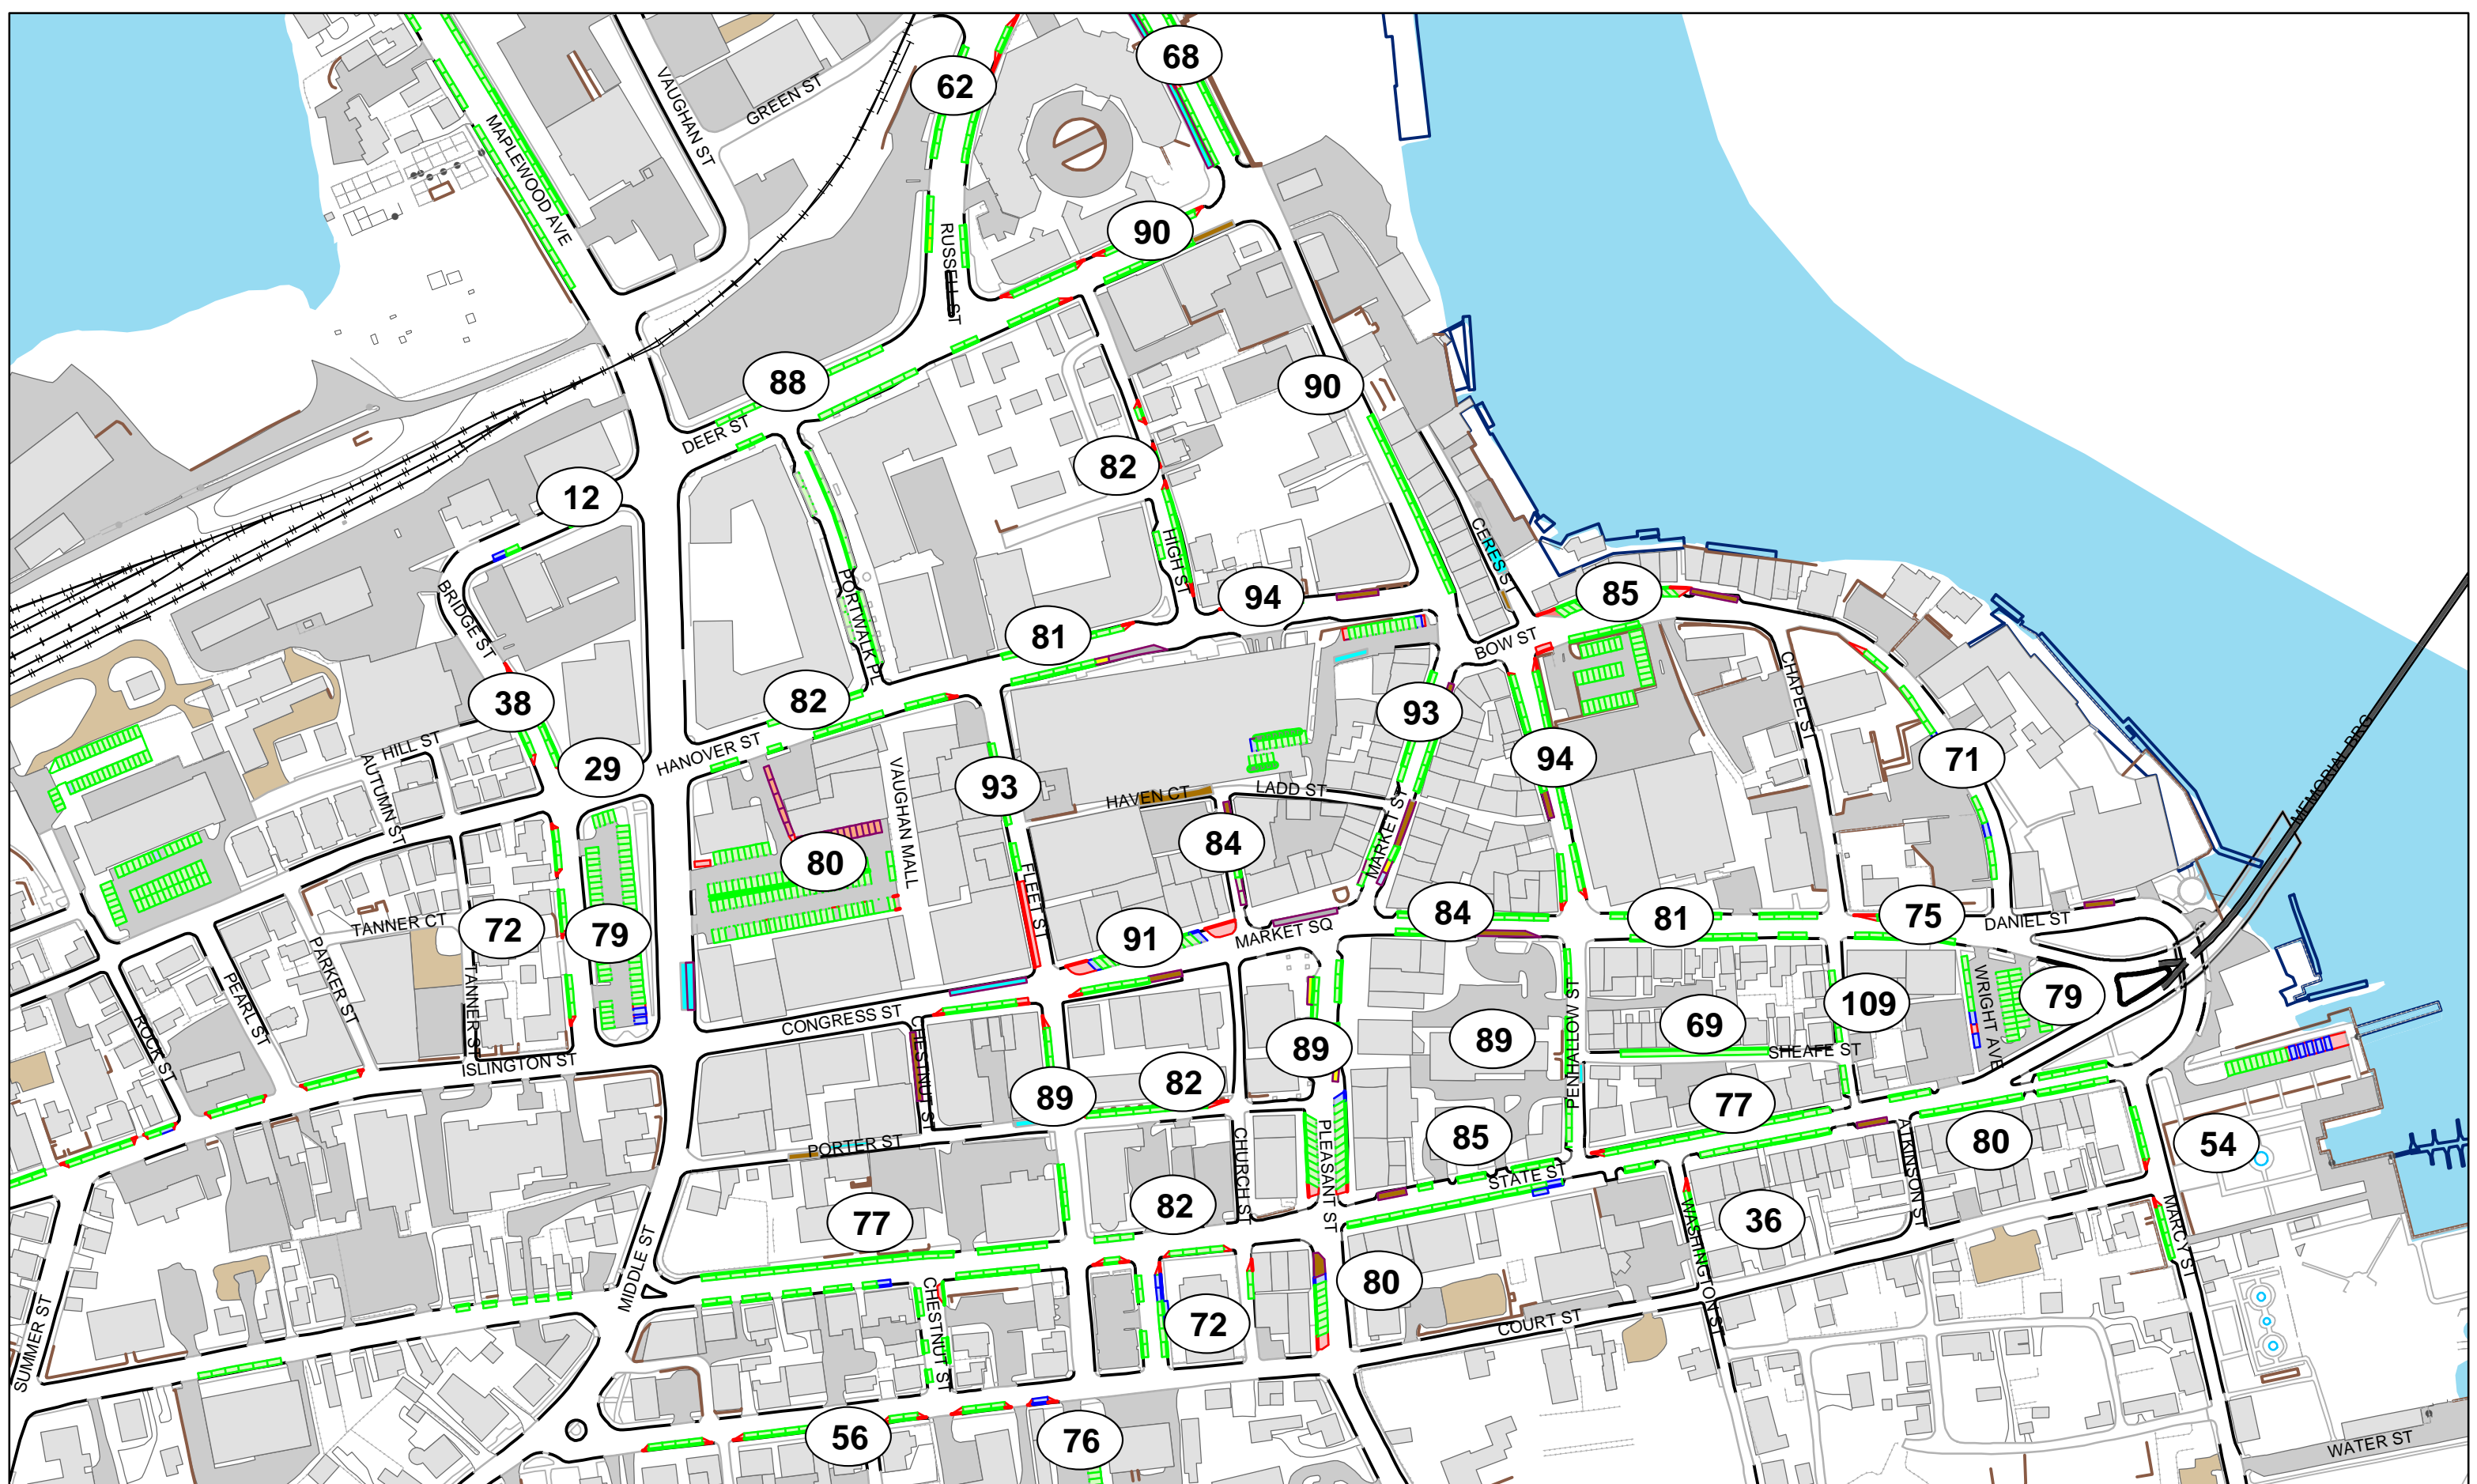 68
62
VAUGHAN ST
GREEN ST
MAPLEWOOD AVE
90
RUSSELL ST
88
90
DEER ST
82
12
CERES ST
HIGH ST
BRIDGE ST
PORTWALK PL
94
85
81
BOW ST
CHAPEL ST
38
82
93
HILL ST
HANOVER ST
29
94
71
MEMORIAL BRG
AUTUMN ST
VAUGHAN MALL
93
HAVEN CT
LADD ST
MARKET ST
84
80
FLEET ST
72
79
TANNER CT
91
MARKET SQ
84
81
75
DANIEL ST
PARKER ST
PEARL ST
TANNER ST
ROCK ST
PENHALLOW ST
WRIGHT AVE
79
109
69
CONGRESS ST
CHESTNUT ST
89
89
SHEAFE ST
ISLINGTON ST
89
82
77
PORTER ST
CHURCH ST
PLEASANT ST
85
ATKINSON ST
80
54
STATE ST
82
77
WASHINGTON ST
36
MARCY ST
MIDDLE ST
80
SUMMER ST
CHESTNUT ST
72
COURT ST
56
76
WATER ST